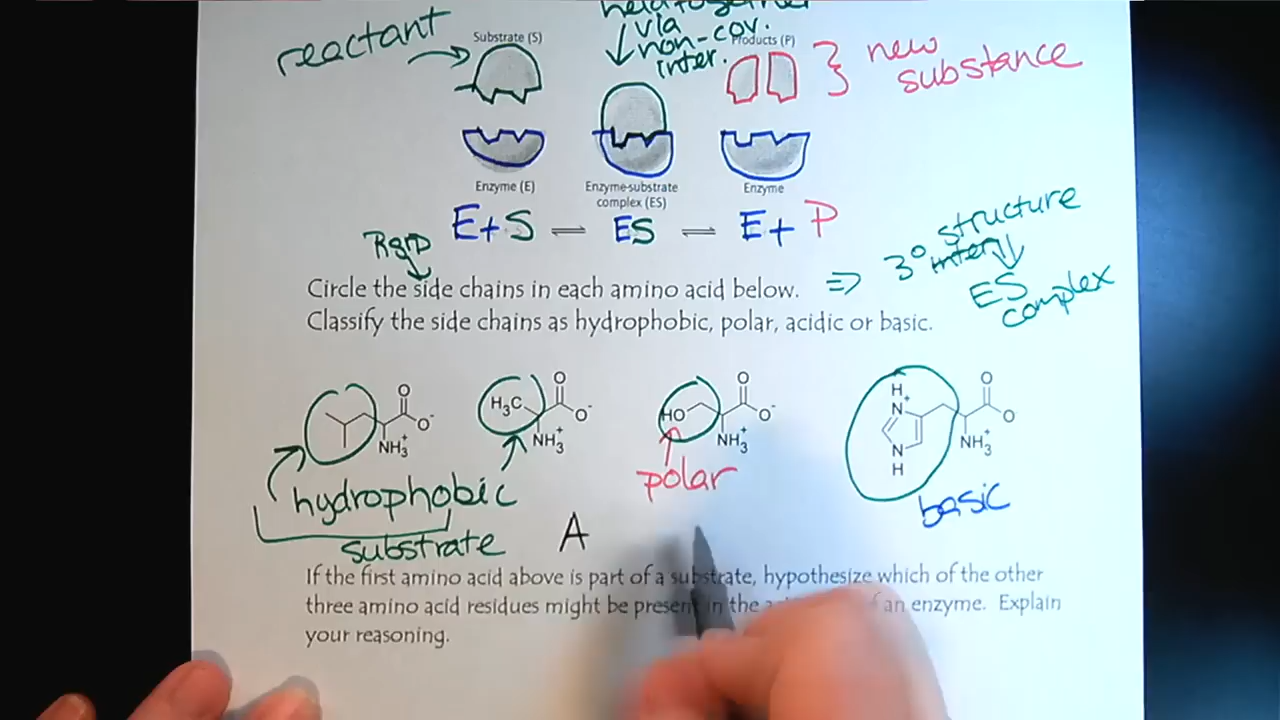 reactant
Substrate (S)
via
non-cov.
inter.
Products (P)
new
substance
Enzyme (E)
Enzyme-substrate
complex (ES)
Enzyme
E+S ⇌ ES ⇌ E+ P
Rgrp
Circle the side chains in each amino acid below.
⇒ 3° structure
ES
complex
Classify the side chains as hydrophobic, polar, acidic or basic.
O
O-
NH3+
H3C
O
O-
NH3+
HO
O
O-
NH3+
H
N+
N
H
O
O
NH3+
hydrophobic
polar
basic
substrate
A
If the first amino acid above is part of a substrate, hypothesize which of the other
three amino acid residues might be present in the an enzyme. Explain
your reasoning.